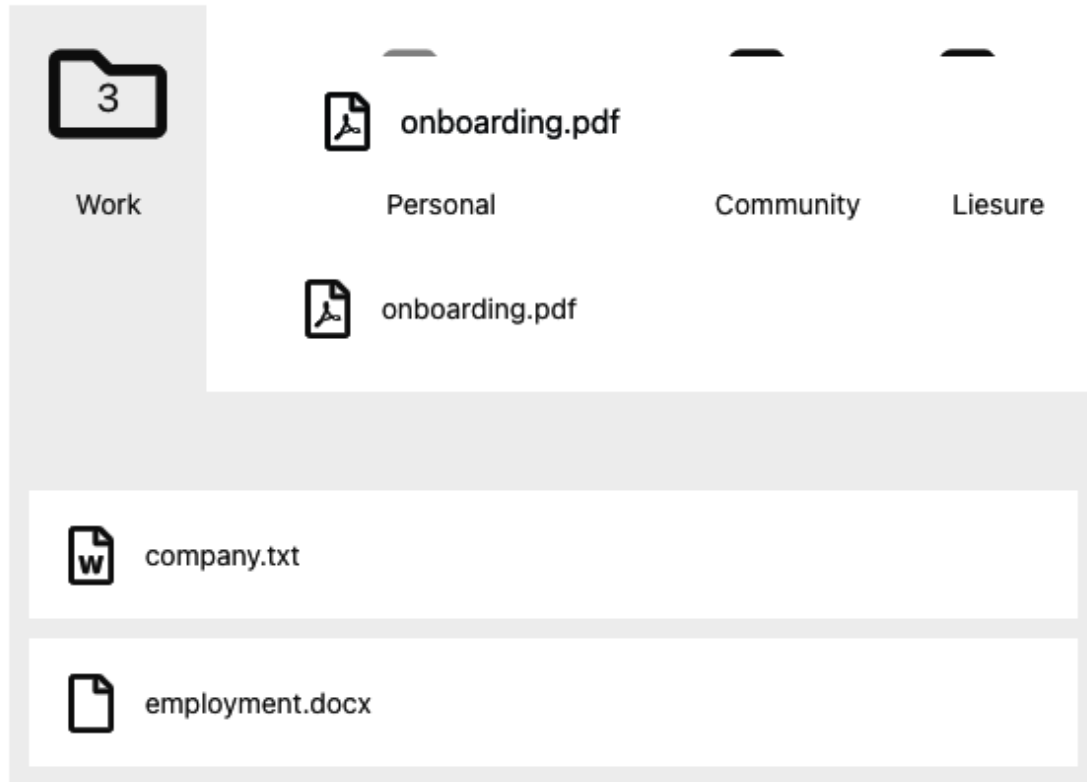 3
onboarding.pdf
Work Personal Community Liesure
onboarding.pdf
W company.txt
employment.docx